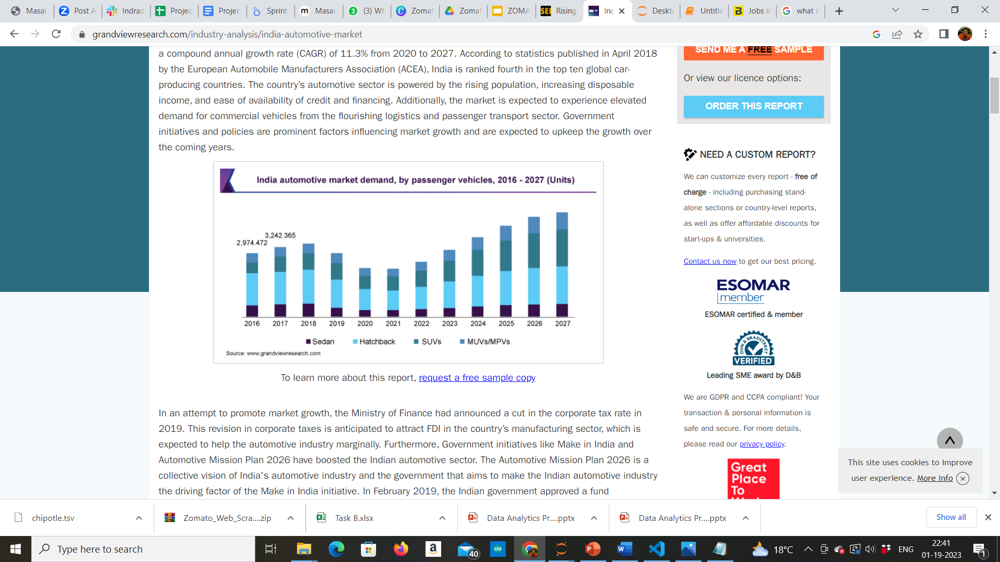 Masai
Post A
Indrad
Projec
Projec
Sprint
Masai
(3) Wh
Zomat
Zomat
ZOMA
Rising
Inc
Deskto
Untitle
Jobs in
what is
grandviewresearch.com/industry-analysis/india-automotive-market
a compound annual growth rate (CAGR) of 11.3% from 2020 to 2027. According to statistics published in April 2018
by the European Automobile Manufacturers Association (ACEA), India is ranked fourth in the top ten global car-
producing countries. The country’s automotive sector is powered by the rising population, increasing disposable
income, and ease of availability of credit and financing. Additionally, the market is expected to experience elevated
demand for commercial vehicles from the flourishing logistics and passenger transport sector. Government
initiatives and policies are prominent factors influencing market growth and are expected to upkeep the growth over
the coming years.
India automotive market demand, by passenger vehicles, 2016 - 2027 (Units)
3,242.365
2,974.472
2016 2017 2018 2019 2020 2021 2022 2023 2024 2025 2026 2027
Sedan Hatchback SUVs MUVs/MPVs
Source: www.grandviewresearch.com
To learn more about this report, request a free sample copy
In an attempt to promote market growth, the Ministry of Finance had announced a cut in the corporate tax rate in
2019. This revision in corporate taxes is anticipated to attract FDI in the country’s manufacturing sector, which is
expected to help the automotive industry marginally. Furthermore, Government initiatives like Make in India and
Automotive Mission Plan 2026 have boosted the Indian automotive sector. The Automotive Mission Plan 2026 is a
collective vision of India's automotive industry and the government that aims to make the Indian automotive industry
the driving factor of the Make in India initiative. In February 2019, the Indian government approved a fund
SEND ME A FREE SAMPLE
Or view our licence options:
ORDER THIS REPORT
NEED A CUSTOM REPORT?
We can customize every report - free of
charge - including purchasing stand-
alone sections or country-level reports,
as well as offer affordable discounts for
start-ups & universities.
Contact us now to get our best pricing.
ESOMAR
member
ESOMAR certified & member
DUN & BRADSTREET
VERIFIED
Leading SME award by D&B
We are GDPR and CCPA compliant! Your
transaction & personal information is
safe and secure. For more details,
please read our privacy policy.
Great
Place
To
This site uses cookies to improve
user experience. More Info
chipotle.tsv
Zomato_Web_Scra....zip
Task B.xlsx
Data Analytics Pr....pptx
Data Analytics Pr....pptx
Show all
Type here to search
40
18°C
ENG
22:41
01-19-2023
1